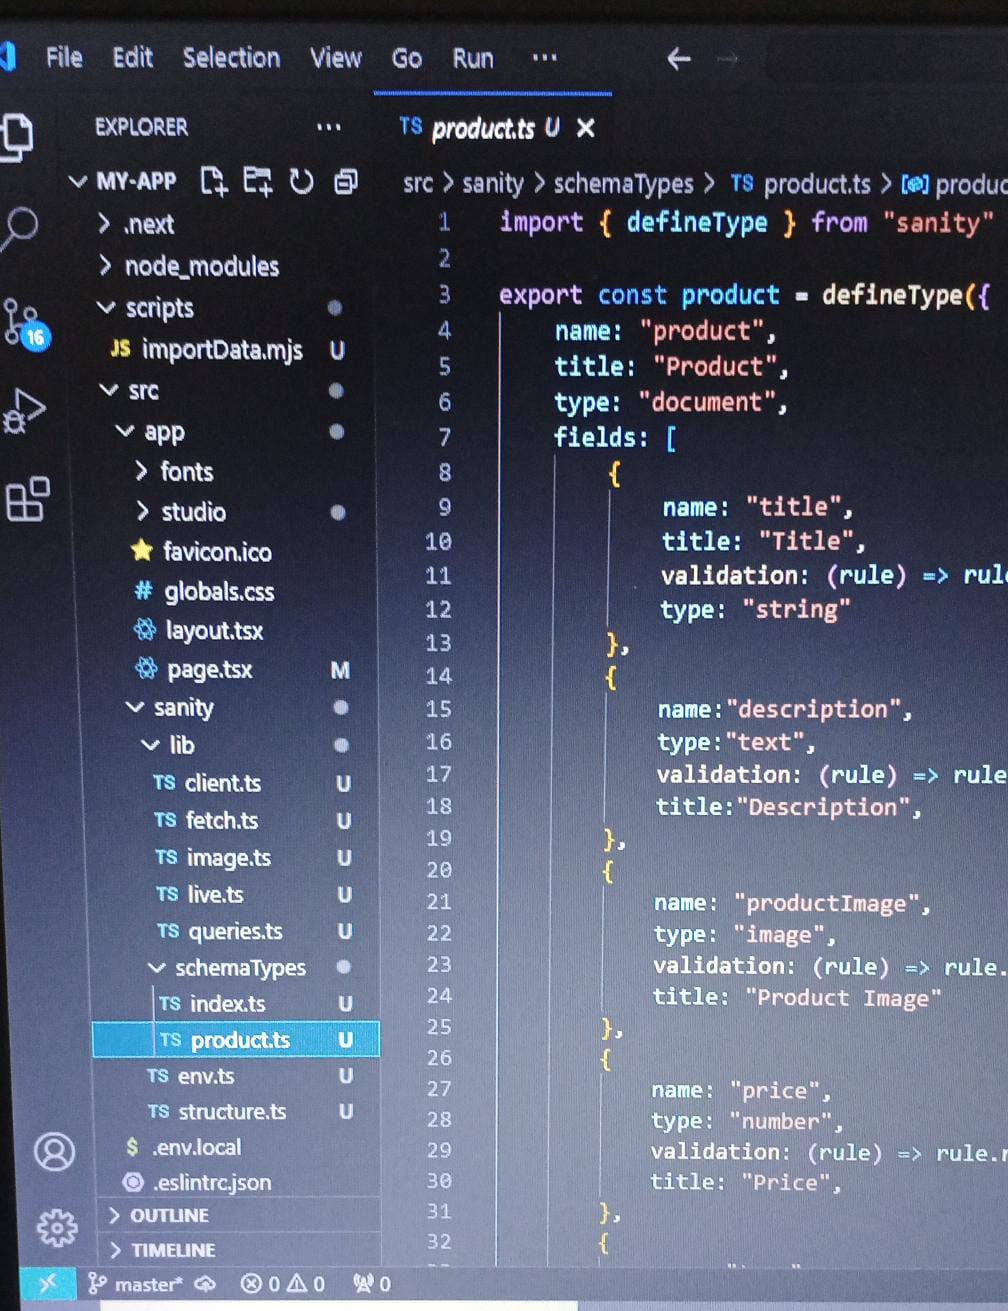 File Edit Selection View Go Run ...
EXPLORER ...
TS product.ts U
MY-APP
src > sanity > schemaTypes > TS product.ts >
> .next
> node_modules
scripts
JS importData.mjs U
src
app
> fonts
> studio
favicon.ico
# globals.css
layout.tsx
page.tsx M
sanity
lib
TS client.ts U
TS fetch.ts U
TS image.ts U
TS live.ts U
TS queries.ts U
schemaTypes
TS index.ts U
TS product.ts U
TS env.ts U
TS structure.ts U
$ .env.local
.eslintrc.json
> OUTLINE
> TIMELINE
16
1 import { defineType } from "sanity"
2
3 export const product = defineType({
4 name: "product",
5 title: "Product",
6 type: "document",
7 fields: [
8 {
9 name: "title",
10 title: "Title",
11 validation: (rule) =>
12 type: "string"
13 },
14 {
15 name:"description",
16 type:"text",
17 validation: (rule) => rule
18 title:"Description",
19 },
20 {
21 name: "productImage",
22 type: "image",
23 validation: (rule) => rule.
24 title: "Product Image"
25 },
26 {
27 name: "price",
28 type: "number",
29 validation: (rule) => rule.
30 title: "Price",
31 },
32 {
master* 0 0 0